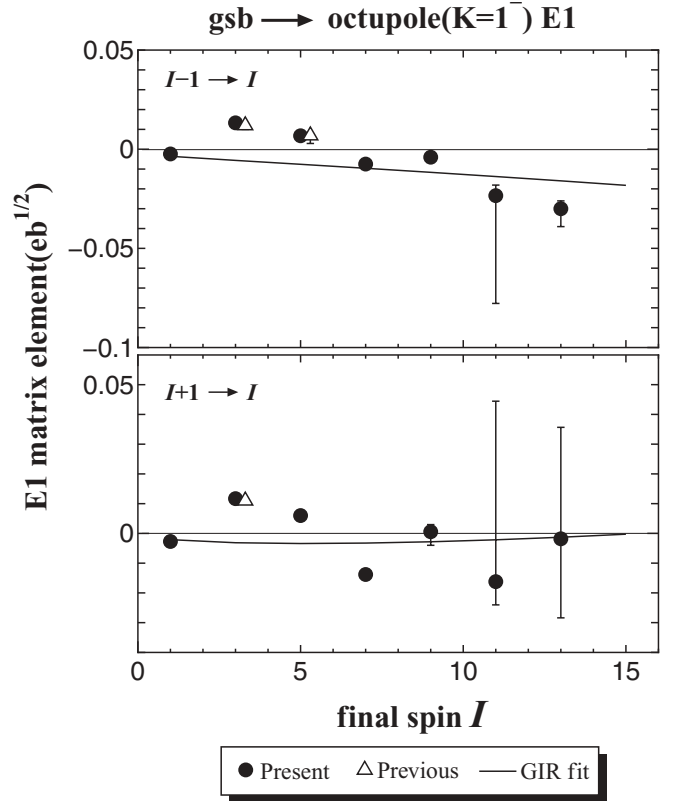 gsb ⟶ octupole(K=1⁻) E1
0.05
I−1 → I
0
−0.05
−0.1
E1 matrix element(eb^1/2)
0.05
I+1 → I
0
0 5 10 15
final spin I
● Present △ Previous — GIR fit